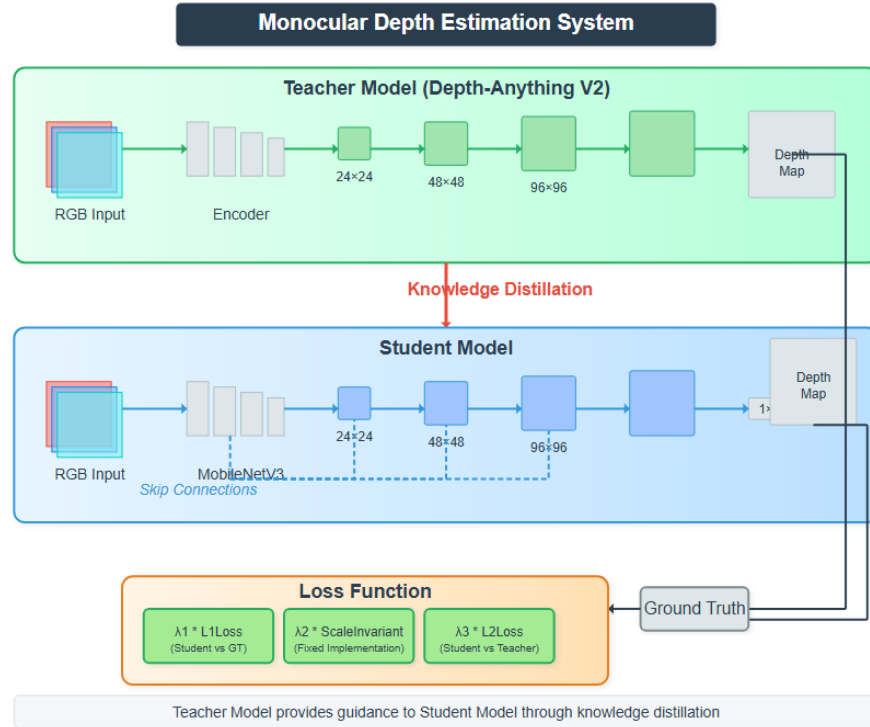 Monocular Depth Estimation System
Teacher Model (Depth-Anything V2)
RGB Input
Encoder
24×24
48×48
96×96
Depth
Map
Knowledge Distillation
Student Model
RGB Input
MobileNetV3
Skip Connections
24×24
48×48
96×96
1×
Depth
Map
Loss Function
λ1 * L1Loss
(Student vs GT)
λ2 * ScaleInvariant
(Fixed Implementation)
λ3 * L2Loss
(Student vs Teacher)
Ground Truth
Teacher Model provides guidance to Student Model through knowledge distillation